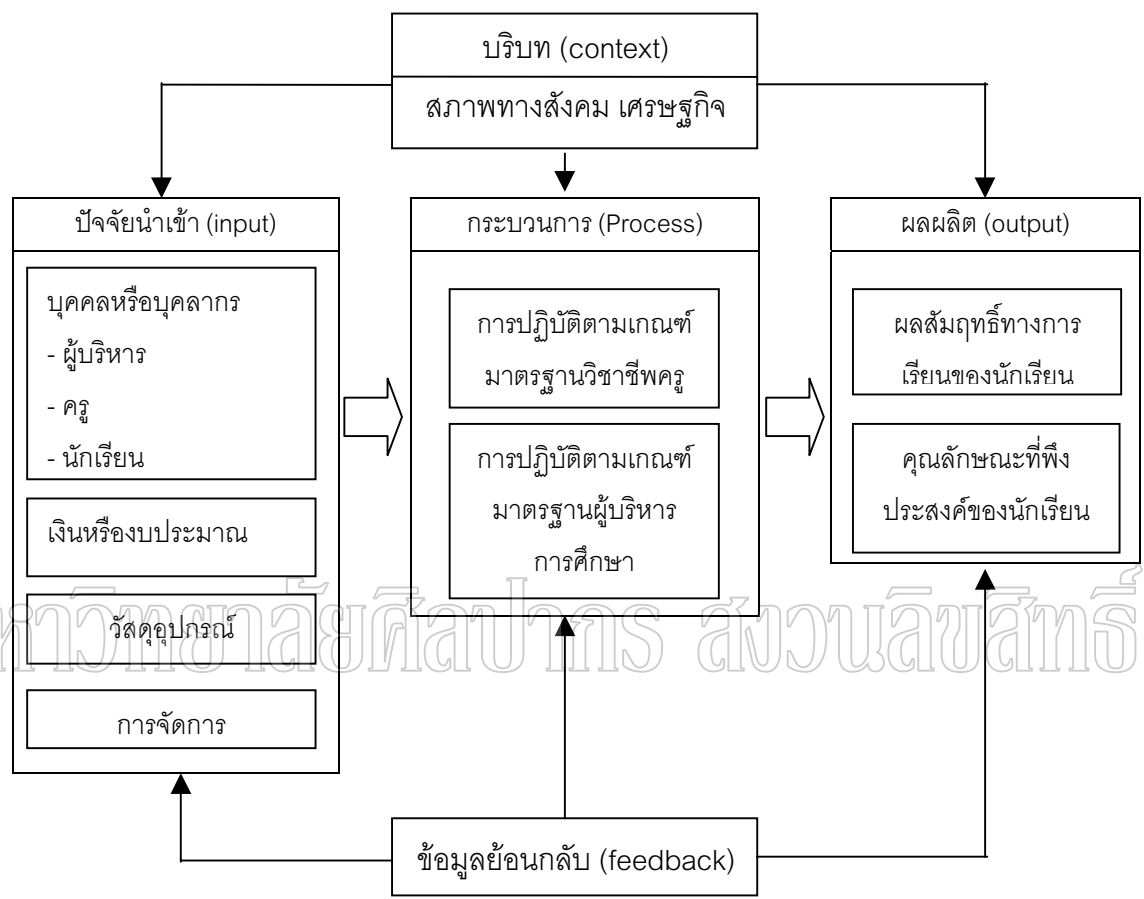 บริบท (context)
สภาพทางสังคม เศรษฐกิจ
ปัจจัยนำเข้า (input)
บุคคลหรือบุคลากร
- ผู้บริหาร
- ครู
- นักเรียน
เงินหรืองบประมาณ
วัสดุอุปกรณ์
การจัดการ
กระบวนการ (Process)
การปฏิบัติตามเกณฑ์
มาตรฐานวิชาชีพครู
การปฏิบัติตามเกณฑ์
มาตรฐานผู้บริหาร
การศึกษา
ผลผลิต (output)
ผลสัมฤทธิ์ทางการ
เรียนของนักเรียน
คุณลักษณะที่พึง
ประสงค์ของนักเรียน
หาวิทยาลัยศิลปากร สงวนลิขสิทธิ์
ข้อมูลย้อนกลับ (feedback)